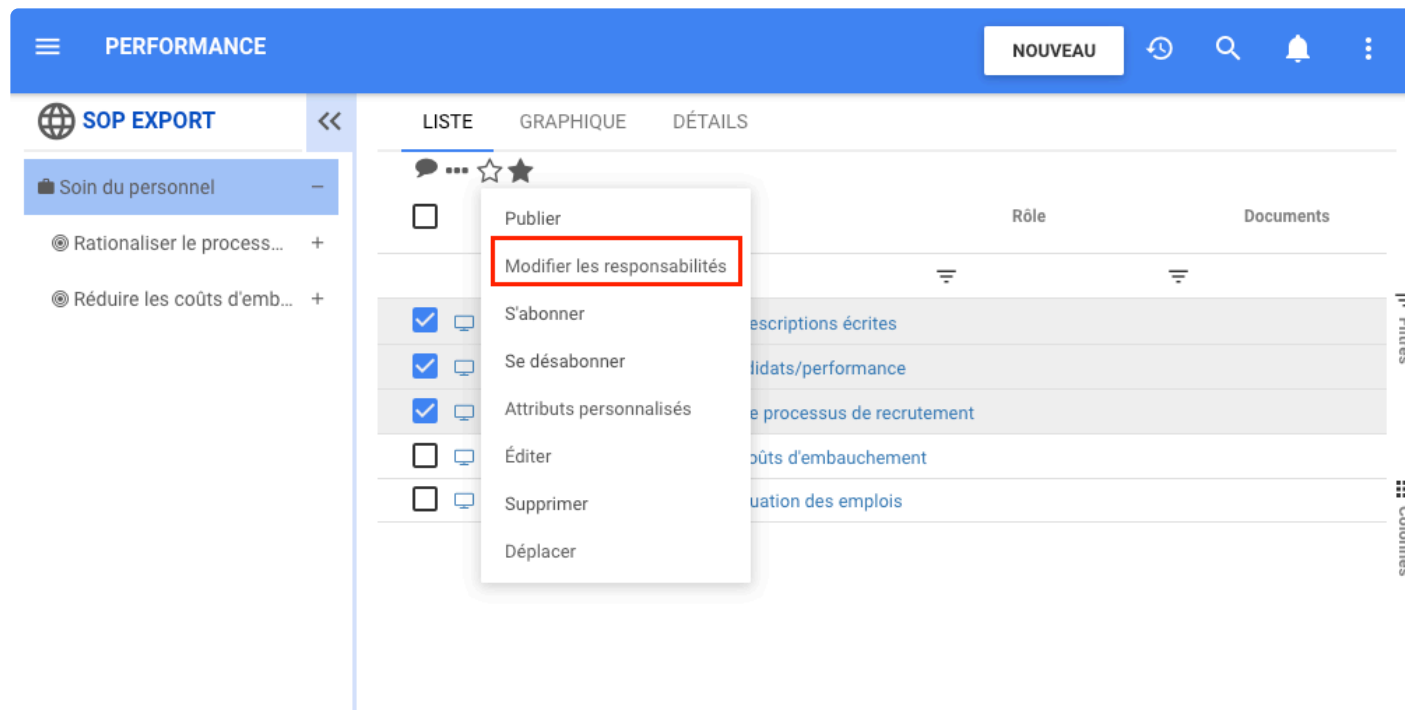 PERFORMANCE
NOUVEAU
SOP EXPORT
LISTE GRAPHIQUE DÉTAILS
Soin du personnel
Rationaliser le process...
Réduire les coûts d'emb...
Publier
Modifier les responsabilités
S'abonner
Se désabonner
Attributs personnalisés
Éditer
Supprimer
Déplacer
Rôle Documents
escriptions écrites
didats/performance
e processus de recrutement
oûts d'embauchement
uation des emplois
Filtres
Colonnes